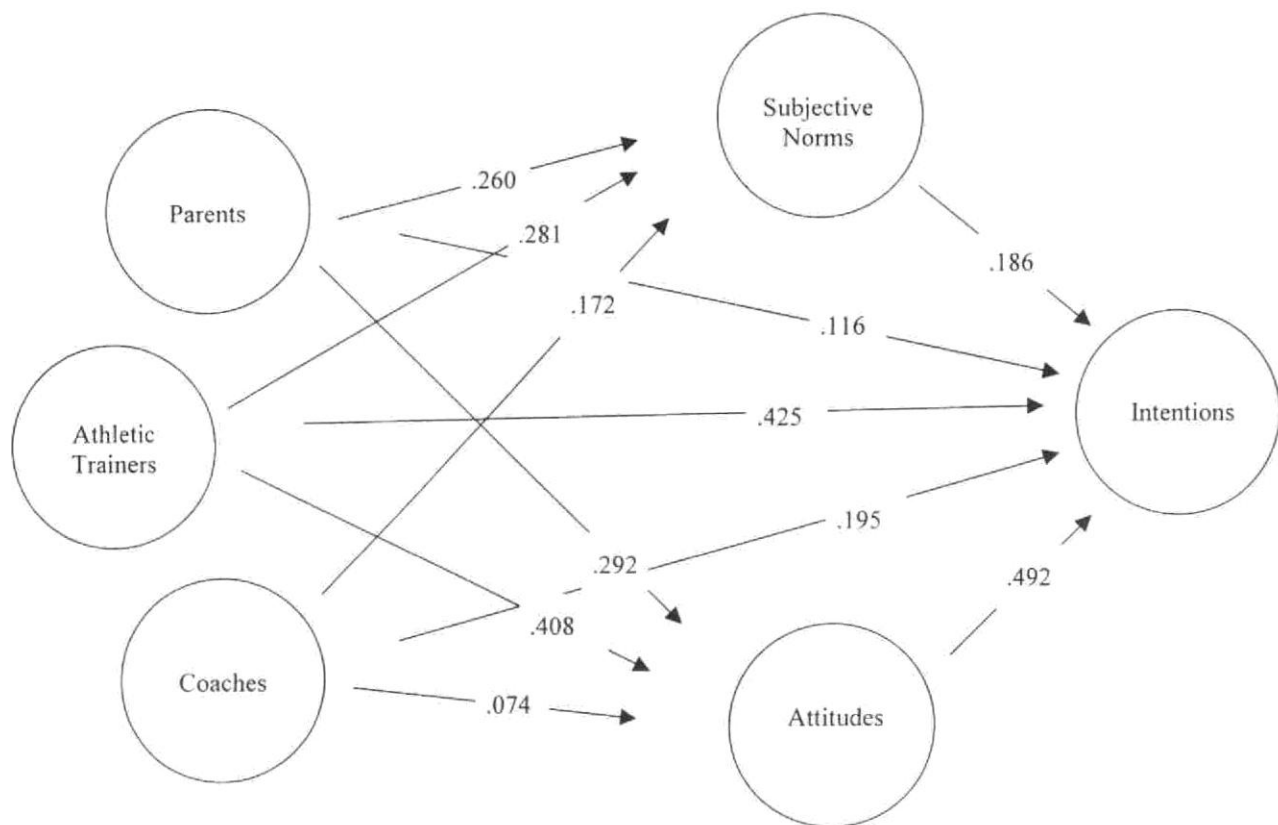 Subjective
Norms
Parents
.260
.281
.186
.172
.116
Athletic
Trainers
.425
Intentions
.195
.292
.492
.408
Coaches
.074
Attitudes